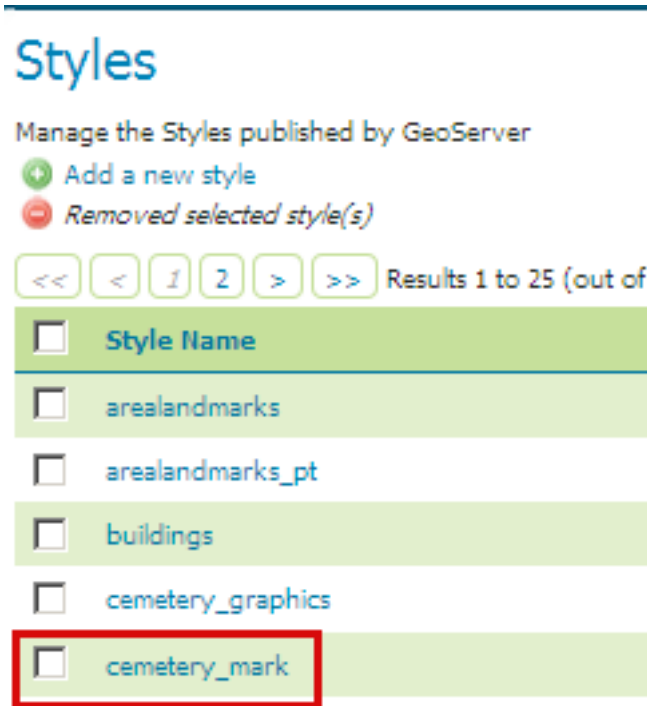 Styles
Manage the Styles published by GeoServer
Add a new style
Removed selected style(s)
<< < 1 2 > >> Results 1 to 25 (out of
Style Name
arealandmarks
arealandmarks_pt
buildings
cemetery_graphics
cemetery_mark